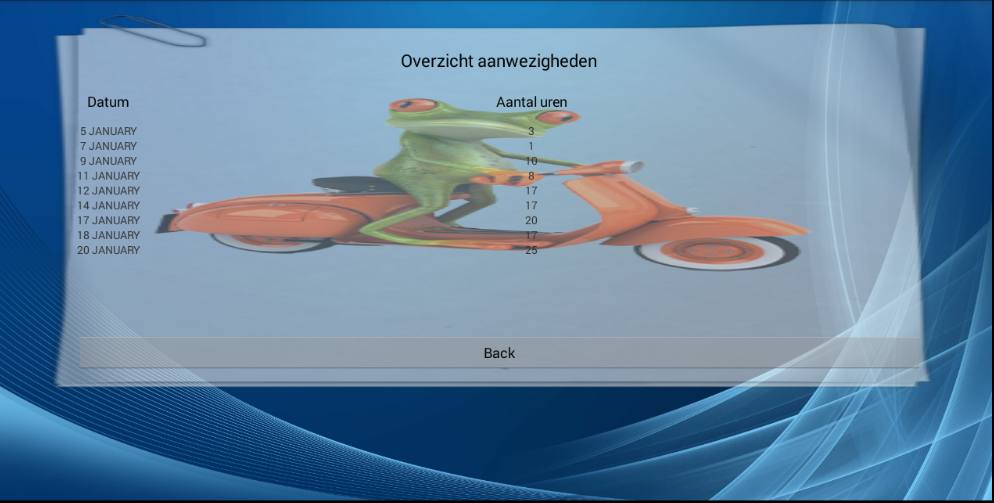 Overzicht aanwezigheden
Datum Aantal uren
5 JANUARY 3
7 JANUARY 1
9 JANUARY 10
11 JANUARY 8
12 JANUARY 17
14 JANUARY 17
17 JANUARY 20
18 JANUARY 17
20 JANUARY 25
Back